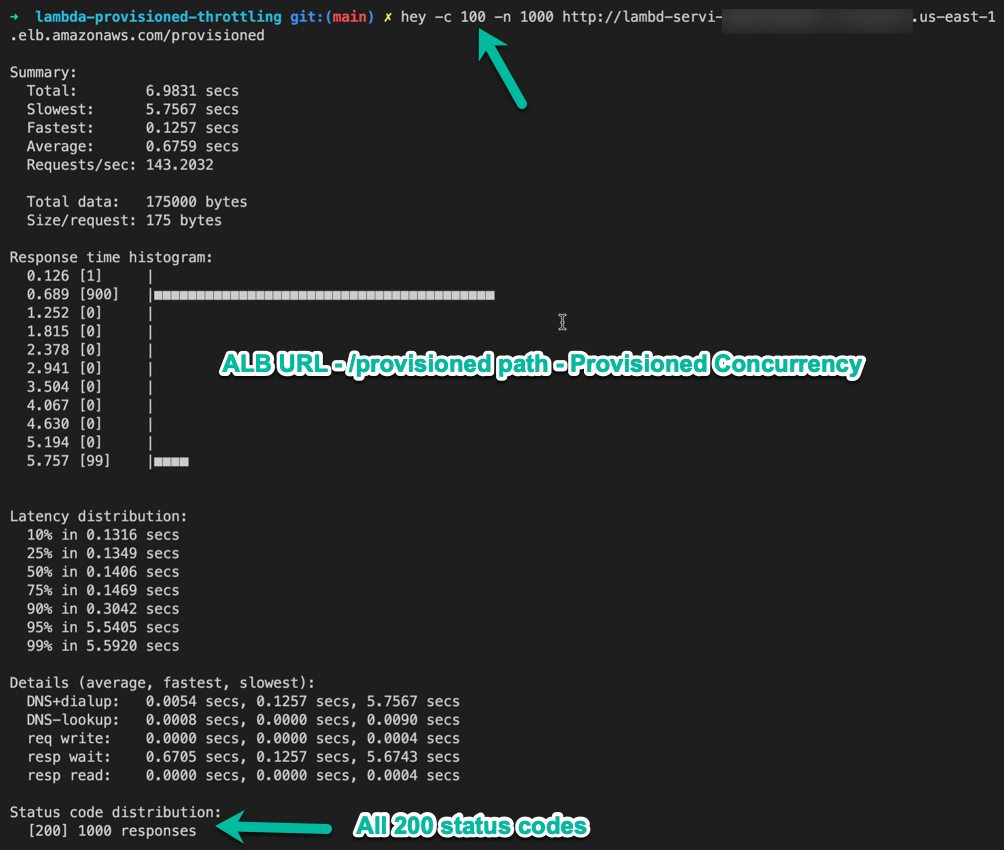 → lambda-provisioned-throttling git:(main) ✗ hey -c 100 -n 1000 http://lambd-servi- .us-east-1
.elb.amazonaws.com/provisioned
Summary:
Total: 6.9831 secs
Slowest: 5.7567 secs
Fastest: 0.1257 secs
Average: 0.6759 secs
Requests/sec: 143.2032
Total data: 175000 bytes
Size/request: 175 bytes
Response time histogram:
0.126 [1] |
0.689 [900] |■■■■■■■■■■■■■■■■■■■■■■■■■■■■■■■■■■■■■■■■
1.252 [0] |
1.815 [0] |
2.378 [0] |
2.941 [0] |
ALB URL - /provisioned path - Provisioned Concurrency
3.504 [0] |
4.067 [0] |
4.630 [0] |
5.194 [0] |
5.757 [99] |■■■■
Latency distribution:
10% in 0.1316 secs
25% in 0.1349 secs
50% in 0.1406 secs
75% in 0.1469 secs
90% in 0.3042 secs
95% in 5.5405 secs
99% in 5.5920 secs
Details (average, fastest, slowest):
DNS+dialup: 0.0054 secs, 0.1257 secs, 5.7567 secs
DNS-lookup: 0.0008 secs, 0.0000 secs, 0.0090 secs
req write: 0.0000 secs, 0.0000 secs, 0.0004 secs
resp wait: 0.6705 secs, 0.1257 secs, 5.6743 secs
resp read: 0.0000 secs, 0.0000 secs, 0.0004 secs
Status code distribution:
[200] 1000 responses
All 200 status codes